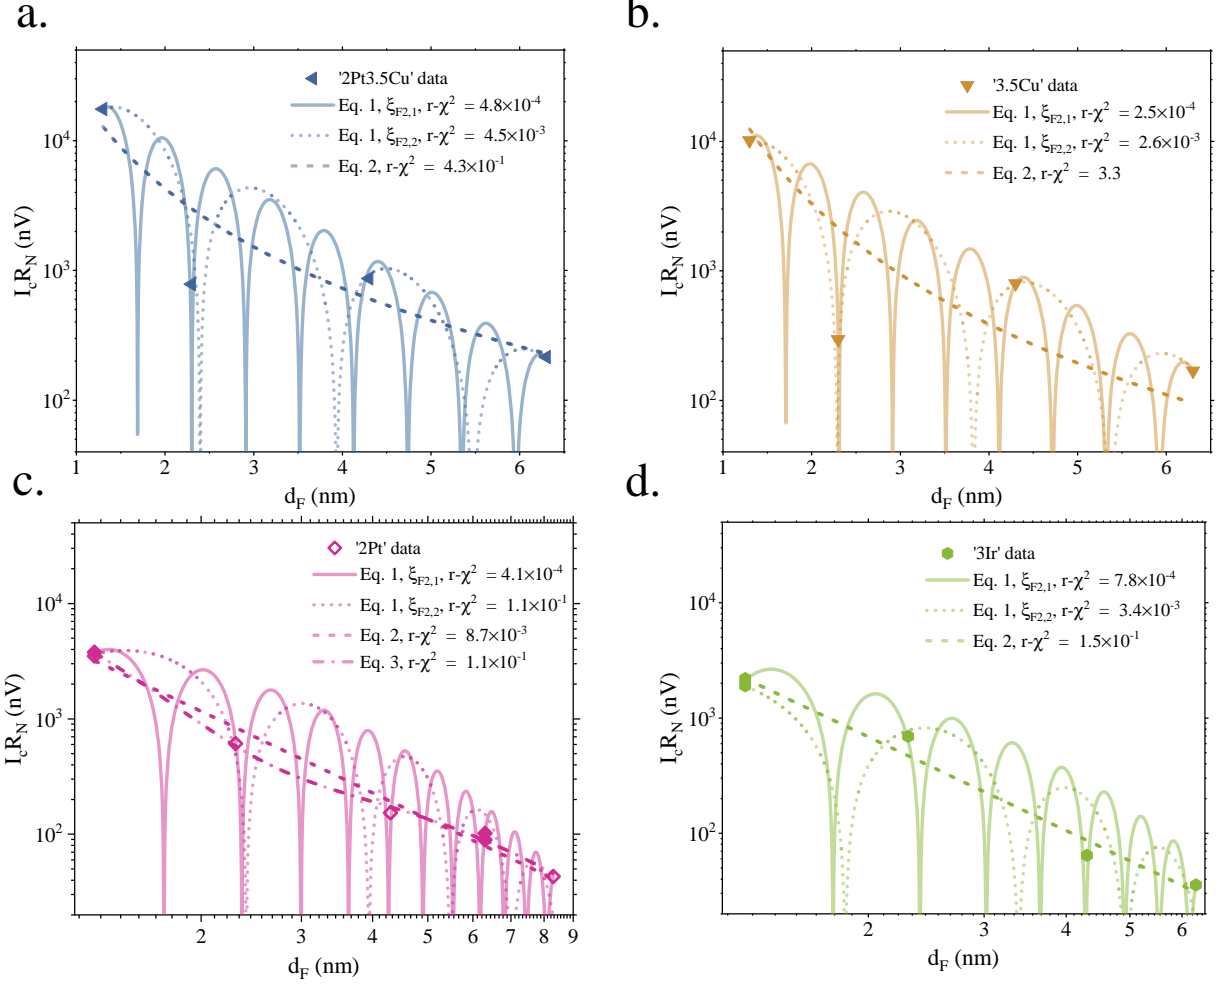 a.
'2Pt3.5Cu' data
Eq. 1, ξF2,1, r-χ² = 4.8×10⁻⁴
Eq. 1, ξF2,2, r-χ² = 4.5×10⁻³
Eq. 2, r-χ² = 4.3×10⁻¹
10⁴
10³
10²
IcRN (nV)
1 2 3 4 5 6
dF (nm)
b.
'3.5Cu' data
Eq. 1, ξF2,1, r-χ² = 2.5×10⁻⁴
Eq. 1, ξF2,2, r-χ² = 2.6×10⁻³
Eq. 2, r-χ² = 3.3
10⁴
10³
10²
IcRN (nV)
1 2 3 4 5 6
dF (nm)
c.
'2Pt' data
Eq. 1, ξF2,1, r-χ² = 4.1×10⁻⁴
Eq. 1, ξF2,2, r-χ² = 1.1×10⁻¹
Eq. 2, r-χ² = 8.7×10⁻³
Eq. 3, r-χ² = 1.1×10⁻¹
10⁴
10³
10²
IcRN (nV)
2 3 4 5 6 7 8 9
dF (nm)
d.
'3Ir' data
Eq. 1, ξF2,1, r-χ² = 7.8×10⁻⁴
Eq. 1, ξF2,2, r-χ² = 3.4×10⁻³
Eq. 2, r-χ² = 1.5×10⁻¹
10⁴
10³
10²
IcRN (nV)
2 3 4 5 6
dF (nm)